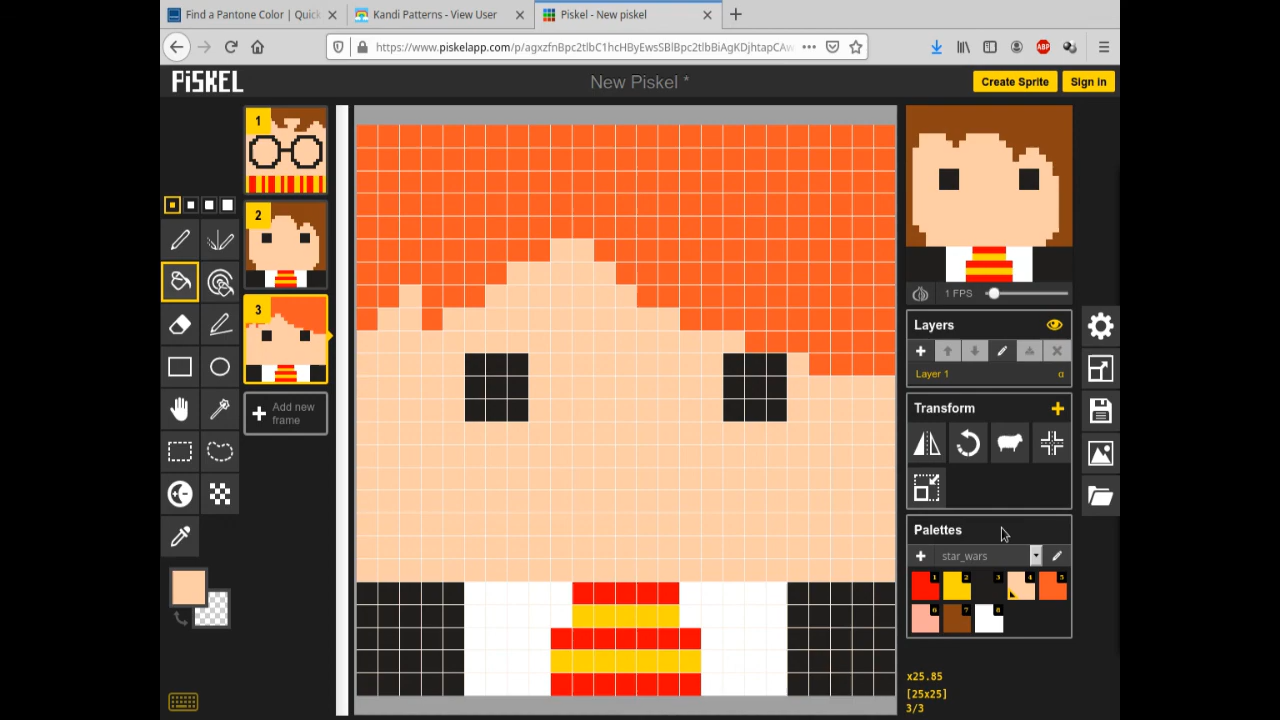 Find a Pantone Color | Quick
Kandi Patterns - View User
Piskel - New piskel
https://www.piskelapp.com/p/agxzfnBpc2tlbC1hcHByEwsSBlBpc2tlbBiAgKDjhtapCAw
ABP
PiSKEL
New Piskel *
Create Sprite
Sign in
1
2
3
Add new
frame
1 FPS
Layers
Layer 1
α
Transform
Palettes
star_wars
1 2 3 4 5
6 7 8
x25.85
[25x25]
3/3